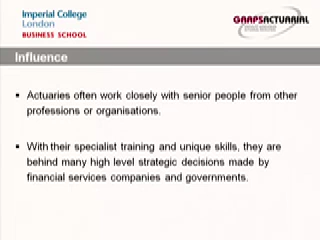 Imperial College
London
BUSINESS SCHOOL
GAAPSACTUARIAL
Influence
• Actuaries often work closely with senior people from other
professions or organisations.
• With their specialist training and unique skills, they are
behind many high level strategic decisions made by
financial services companies and governments.